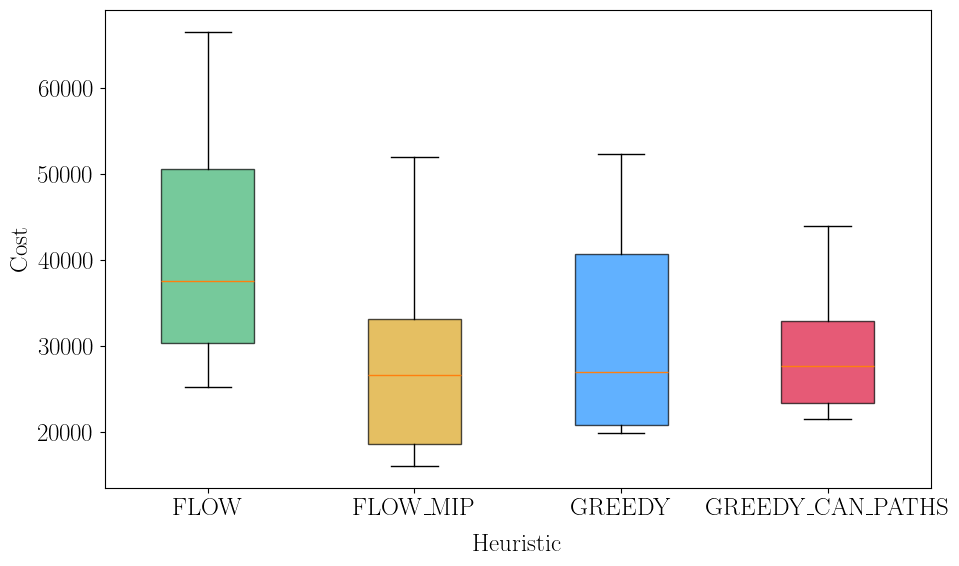 60000
50000
40000
30000
20000
Cost
FLOW
FLOW_MIP
GREEDY
GREEDY_CAN_PATHS
Heuristic